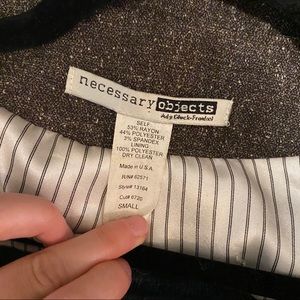 necessary objects
Ady Gluck-Frankel
SELF
53% RAYON
44% POLYESTER
3% SPANDEX
LINING
100% POLYESTER
DRY CLEAN
Made in U.S.A.
RN# 62571
Style# 13164
Cut# 0720
SMALL